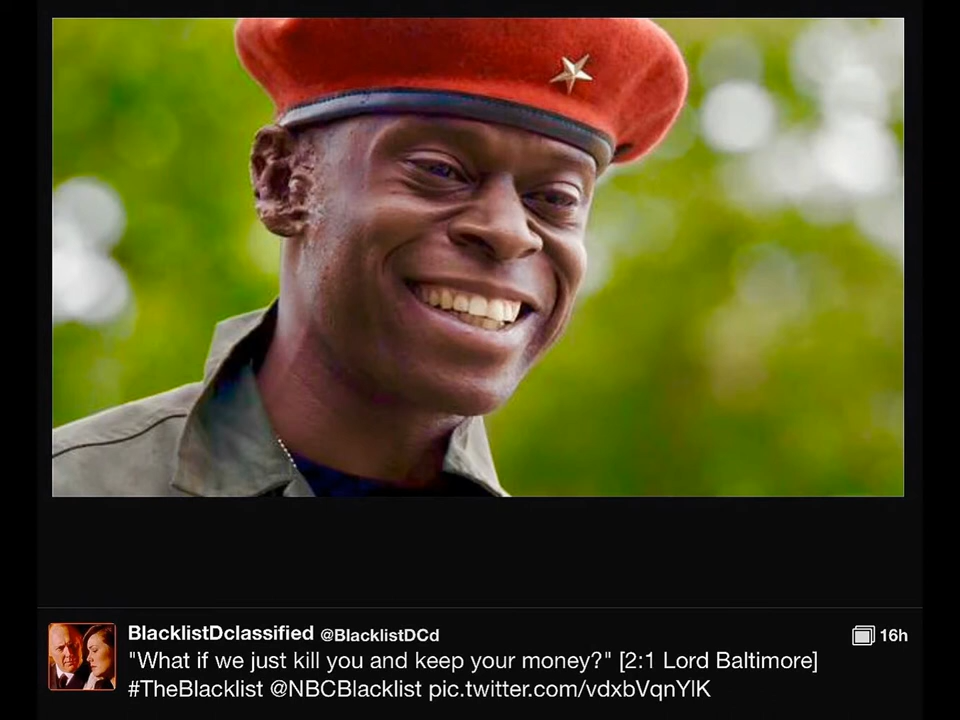 BlacklistDclassified @BlacklistDCd 16h
"What if we just kill you and keep your money?" [2:1 Lord Baltimore]
#TheBlacklist @NBCBlacklist pic.twitter.com/vdxbVqnYlK